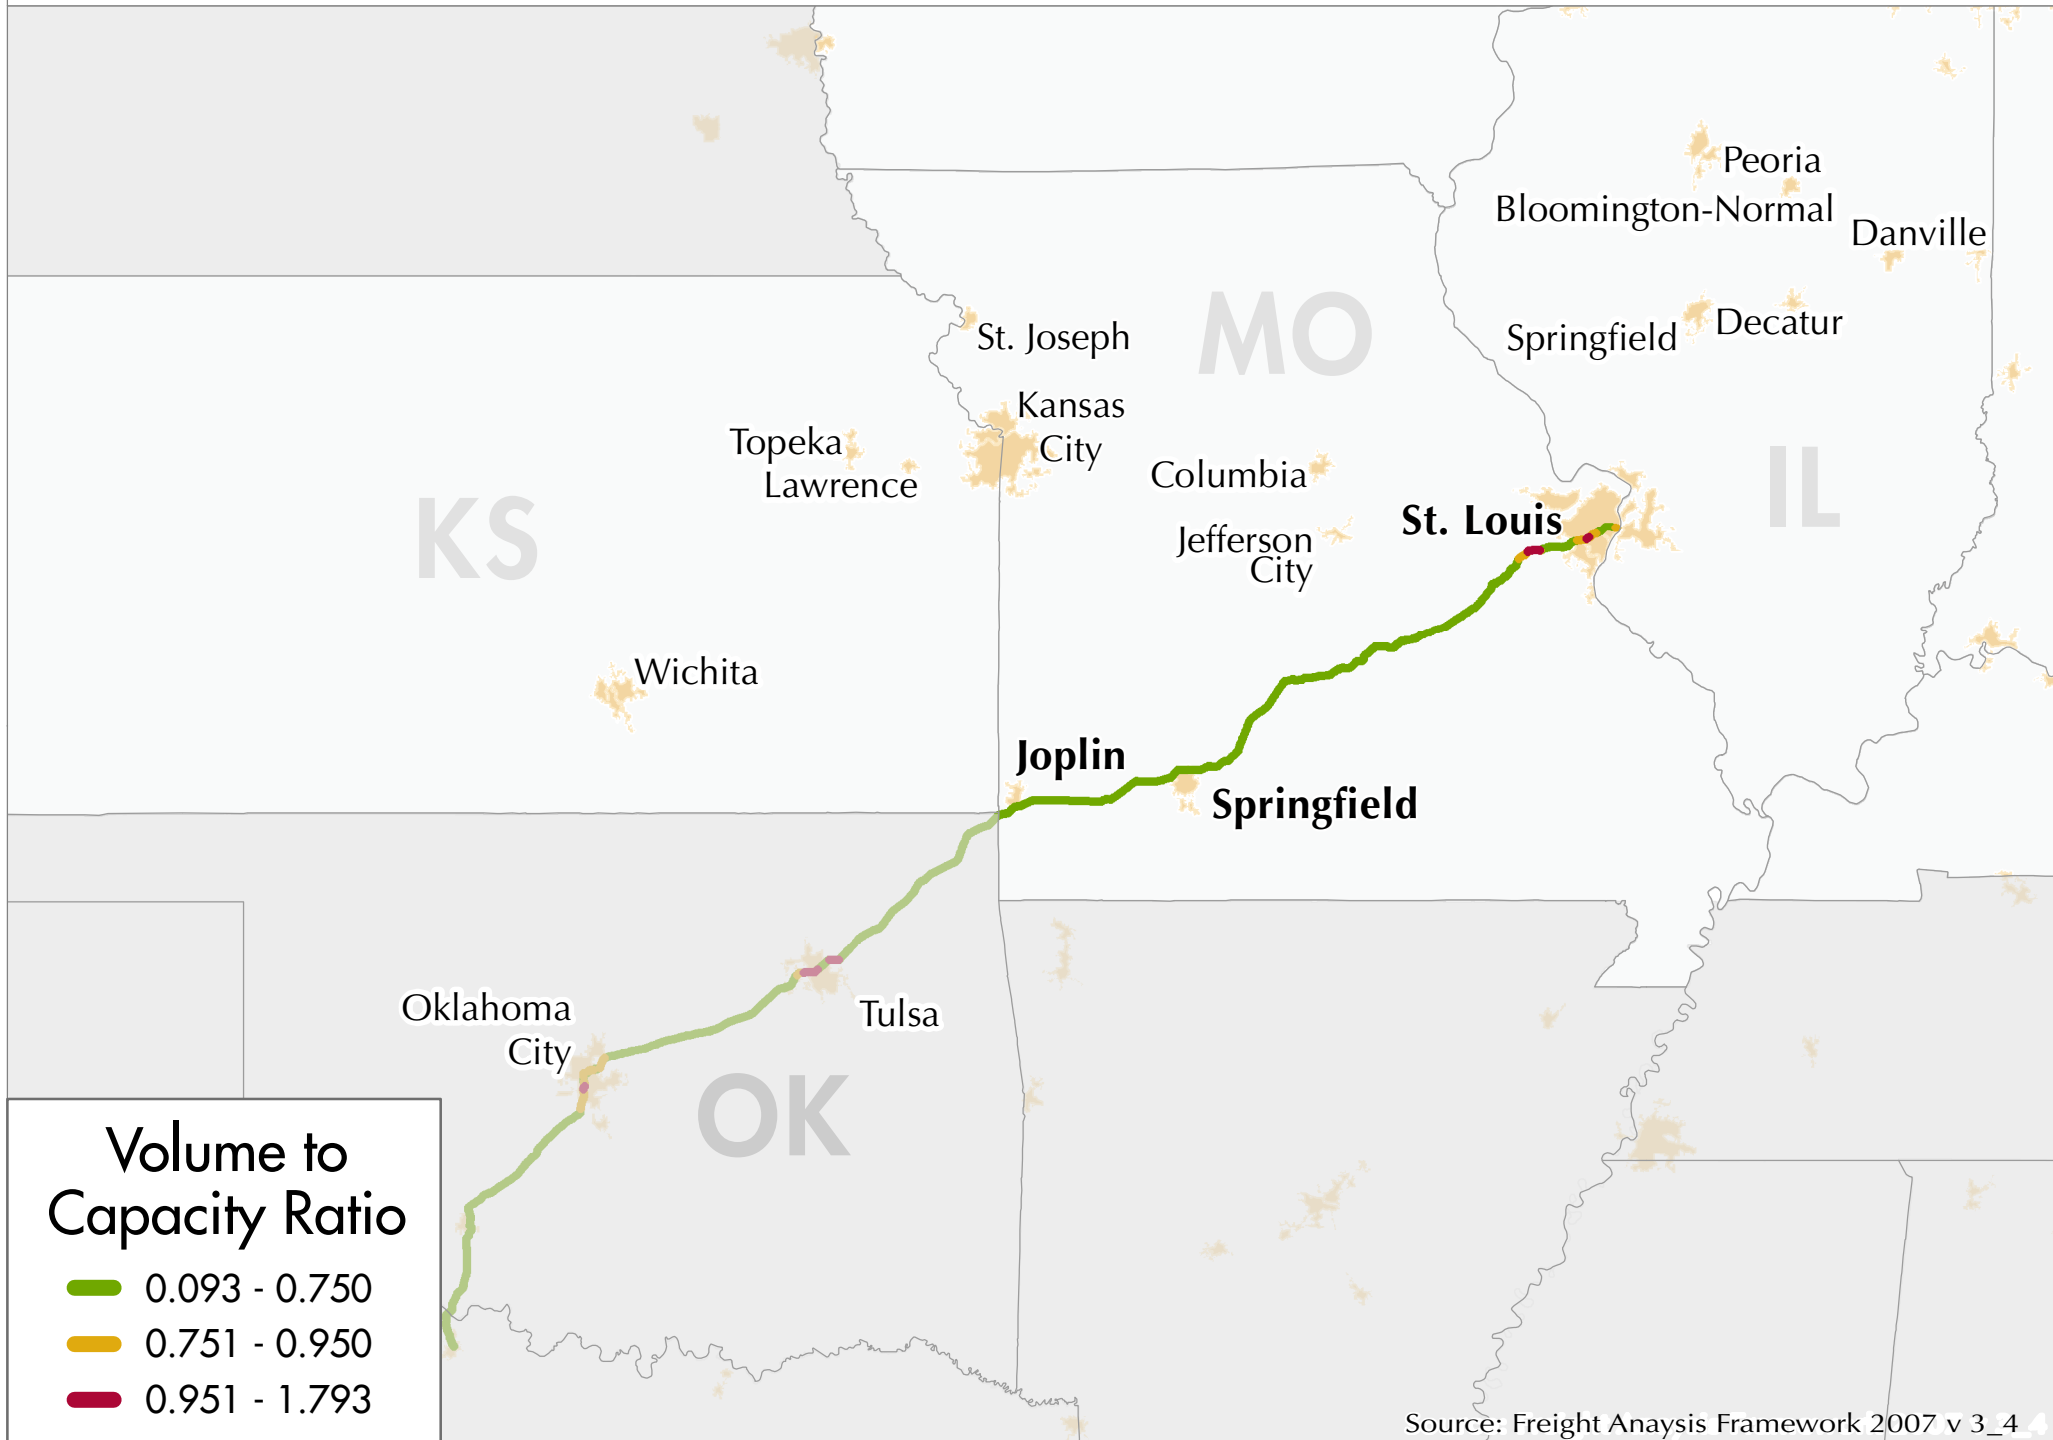 Peoria
Bloomington-Normal
Danville
MO
St. Joseph
Springfield
Decatur
Kansas
City
Topeka
Lawrence
Columbia
IL
KS
St. Louis
Jefferson
City
Wichita
Joplin
Springfield
Oklahoma
City
Tulsa
OK
Volume to
Capacity Ratio
0.093 - 0.750
0.751 - 0.950
0.951 - 1.793
Source: Freight Anaysis Framework 2007 v 3_4